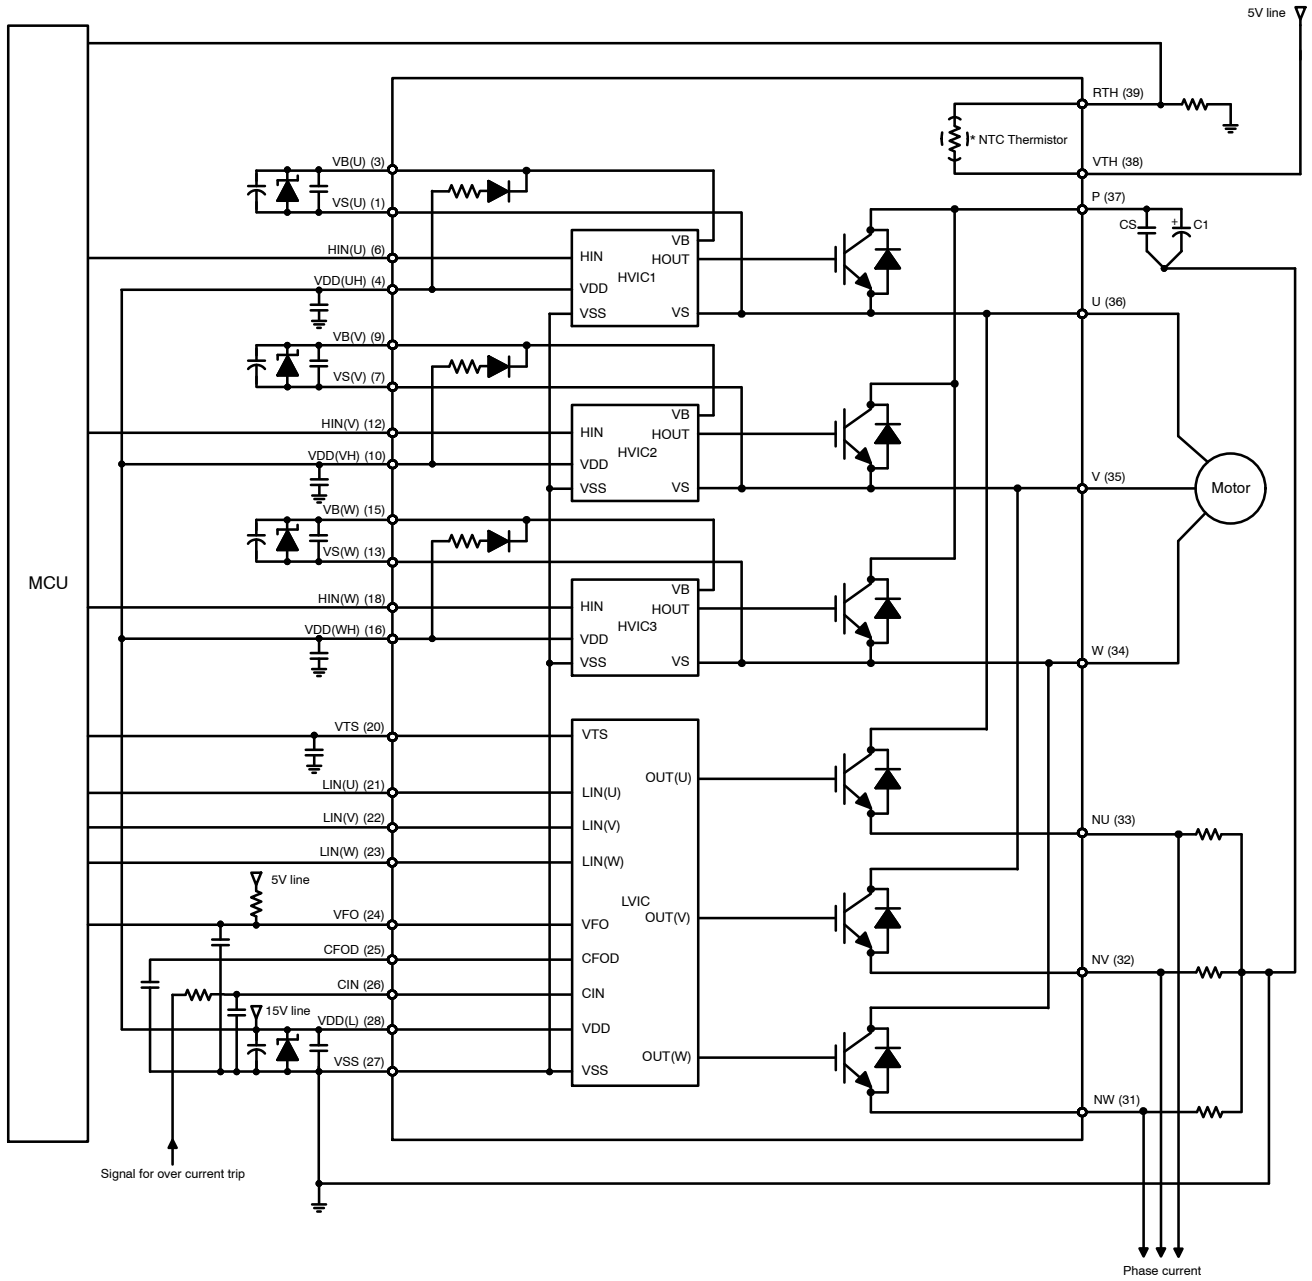 5V line
RTH (39)
(*) NTC Thermistor
VTH (38)
VB(U) (3)
VS(U) (1)
P (37)
CS
+
C1
HIN(U) (6)
HIN
VB
HOUT
HVIC1
VDD(UH) (4)
VDD
VSS
VS
U (36)
VB(V) (9)
VS(V) (7)
HIN(V) (12)
HIN
VB
HOUT
HVIC2
VDD(VH) (10)
VDD
VSS
VS
V (35)
Motor
VB(W) (15)
VS(W) (13)
MCU
HIN(W) (18)
HIN
VB
HOUT
HVIC3
VDD(WH) (16)
VDD
VSS
VS
W (34)
VTS (20)
VTS
OUT(U)
LIN(U) (21)
LIN(U)
LIN(V) (22)
LIN(V)
NU (33)
LIN(W) (23)
LIN(W)
5V line
LVIC
VFO (24)
VFO
OUT(V)
CFOD (25)
CFOD
NV (32)
CIN (26)
CIN
15V line
VDD(L) (28)
VDD
VSS (27)
VSS
OUT(W)
NW (31)
Signal for over current trip
Phase current